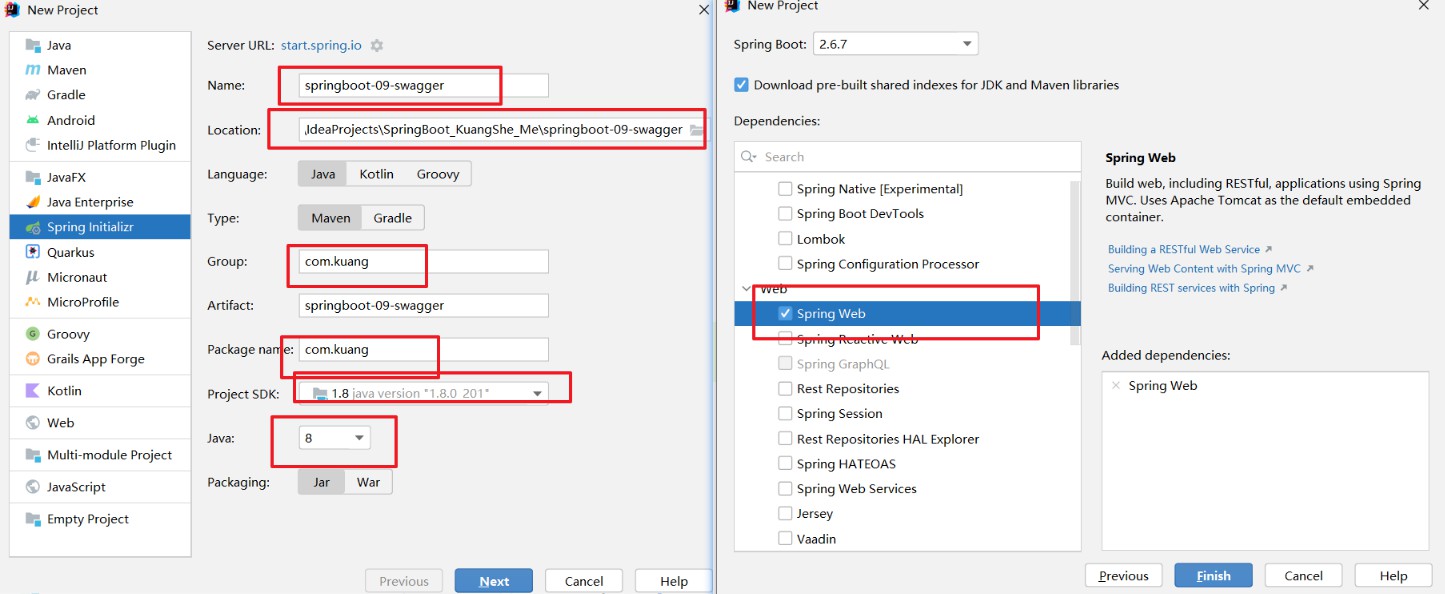 New Project
Java
Maven
Gradle
Android
IntelliJ Platform Plugin
JavaFX
Java Enterprise
Spring Initializr
Quarkus
Micronaut
MicroProfile
Groovy
Grails App Forge
Kotlin
Web
Multi-module Project
JavaScript
Empty Project
Server URL: start.spring.io
Name: springboot-09-swagger
Location: \IdeaProjects\SpringBoot_KuangShe_Me\springboot-09-swagger
Language: Java Kotlin Groovy
Type: Maven Gradle
Group: com.kuang
Artifact: springboot-09-swagger
Package name: com.kuang
Project SDK: 1.8 java version "1.8.0_201"
Java: 8
Packaging: Jar War
Previous Next Cancel Help
New Project
Spring Boot: 2.6.7
Download pre-built shared indexes for JDK and Maven libraries
Dependencies:
Search
Spring Native [Experimental]
Spring Boot DevTools
Lombok
Spring Configuration Processor
Web
Spring Web
Spring Reactive Web
Spring GraphQL
Rest Repositories
Spring Session
Rest Repositories HAL Explorer
Spring HATEOAS
Spring Web Services
Jersey
Vaadin
Spring Web
Build web, including RESTful, applications using Spring
MVC. Uses Apache Tomcat as the default embedded
container.
Building a RESTful Web Service
Serving Web Content with Spring MVC
Building REST services with Spring
Added dependencies:
Spring Web
Previous Finish Cancel Help